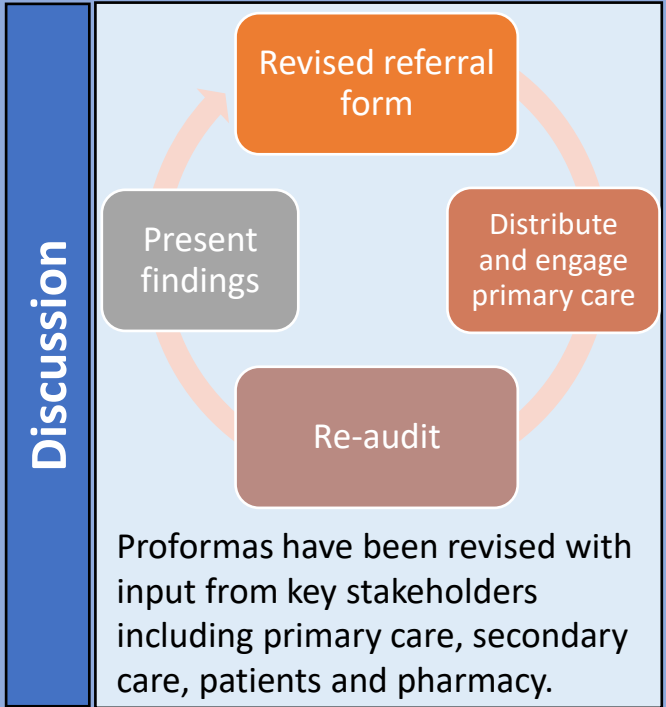 Discussion
Revised referral
form
Distribute
and engage
primary care
Re-audit
Present
findings
Proformas have been revised with
input from key stakeholders
including primary care, secondary
care, patients and pharmacy.